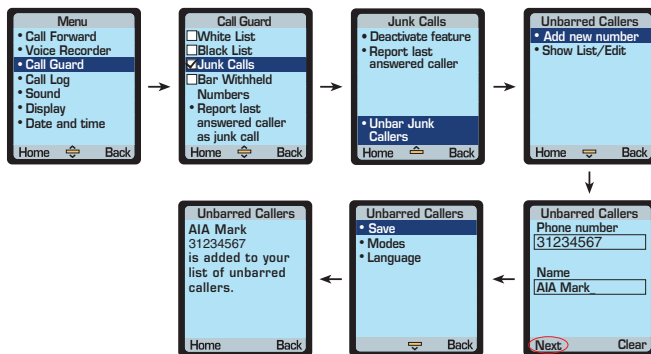 Menu
• Call Forward
• Voice Recorder
• Call Guard
• Call Log
• Sound
• Display
• Date and time
Home Back
Call Guard
White List
Black List
Junk Calls
Bar Withheld
Numbers
• Report last
answered caller
as junk call
Home Back
Junk Calls
• Deactivate feature
• Report last
answered caller
• Unbar Junk
Callers
Home Back
Unbarred Callers
• Add new number
• Show List/Edit
Home Back
Unbarred Callers
Phone number
31234567
Name
AIA Mark_
Next Clear
Unbarred Callers
• Save
• Modes
• Language
Back
Unbarred Callers
AIA Mark
31234567
is added to your
list of unbarred
callers.
Home Back